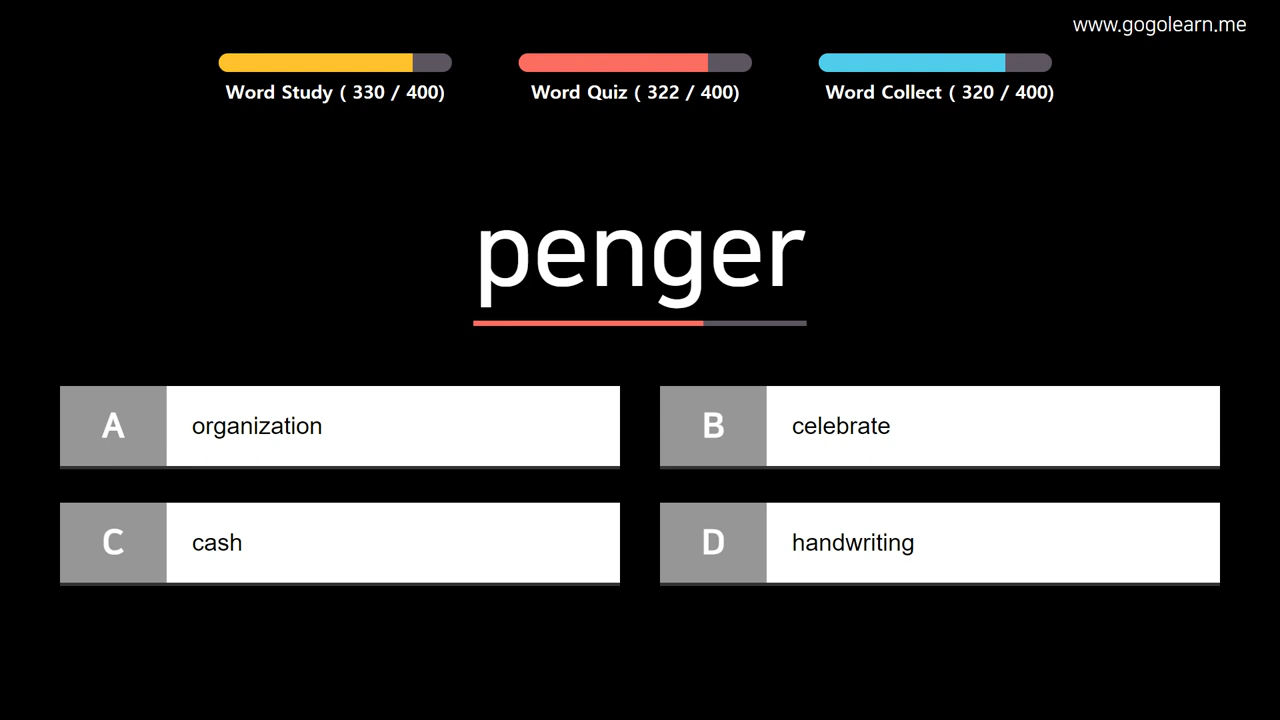 www.gogolearn.me
Word Study ( 330 / 400)
Word Quiz ( 322 / 400)
Word Collect ( 320 / 400)
penger
A organization
B celebrate
C cash
D handwriting